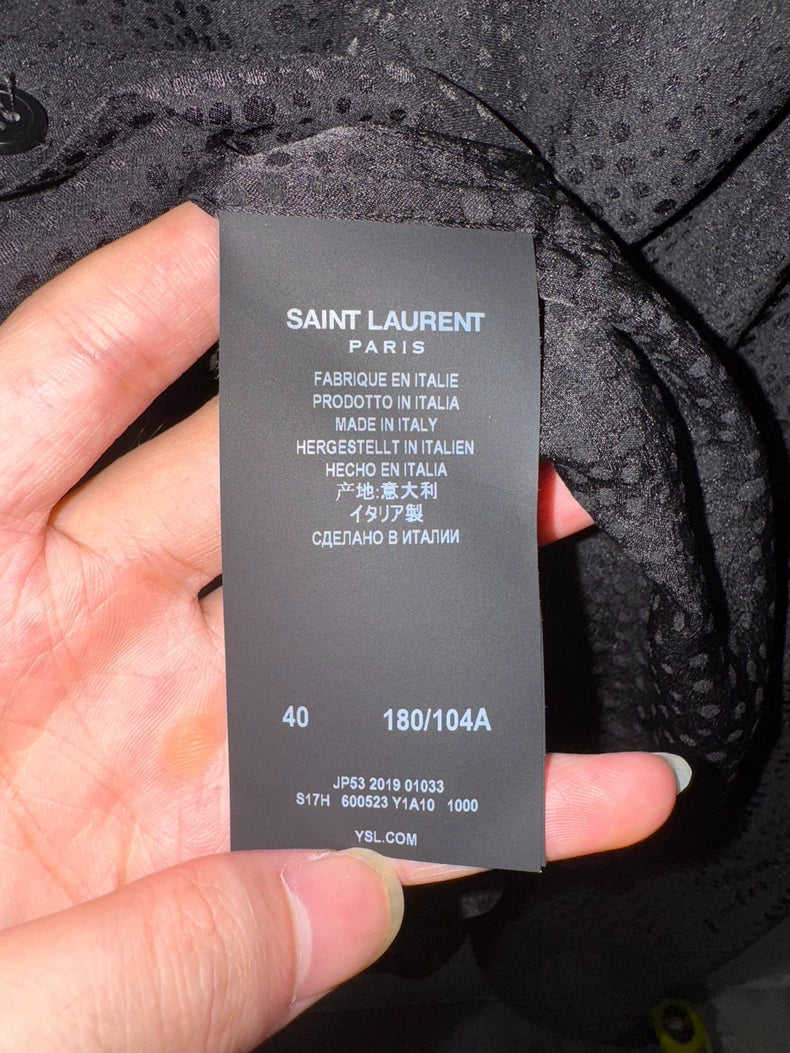 SAINT LAURENT
PARIS
FABRIQUE EN ITALIE
PRODOTTO IN ITALIA
MADE IN ITALY
HERGESTELLT IN ITALIEN
HECHO EN ITALIA
产地:意大利
イタリア製
СДЕЛАНО В ИТАЛИИ
40 180/104A
JP53 2019 01033
S17H 600523 Y1A10 1000
YSL.COM